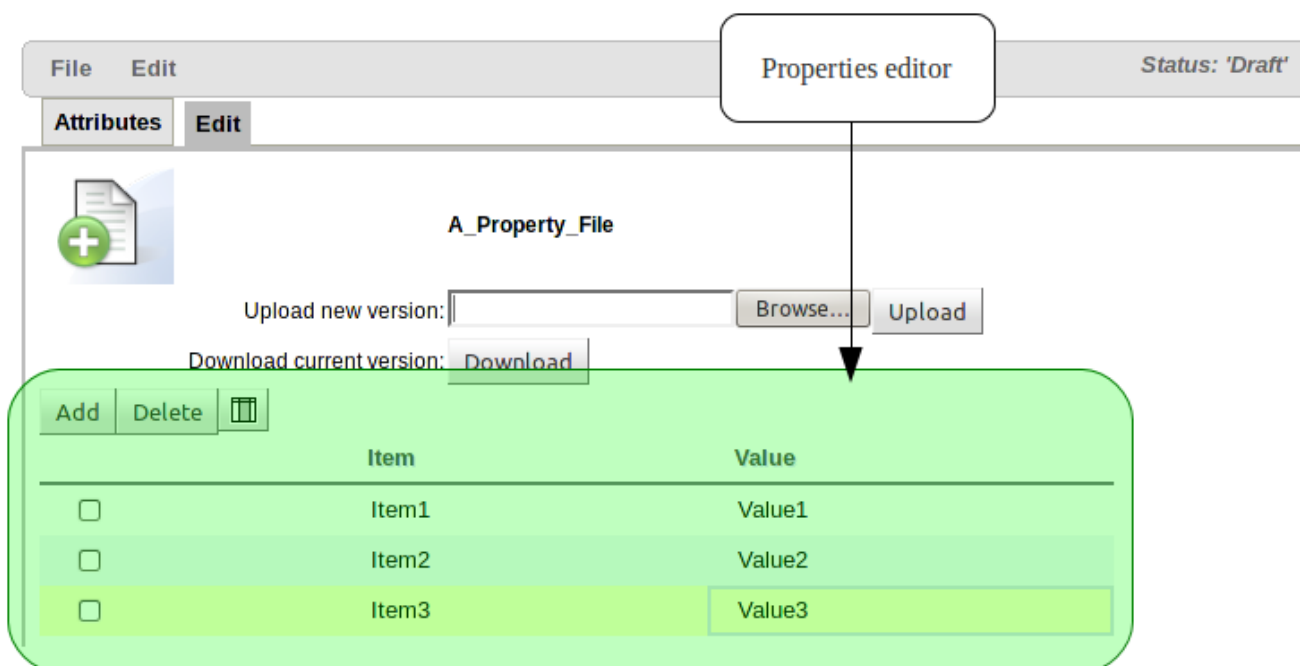 Properties editor
File Edit Status: 'Draft'
Attributes Edit
A_Property_File
Upload new version: Browse... Upload
Download current version: Download
Add Delete
Item Value
Item1 Value1
Item2 Value2
Item3 Value3